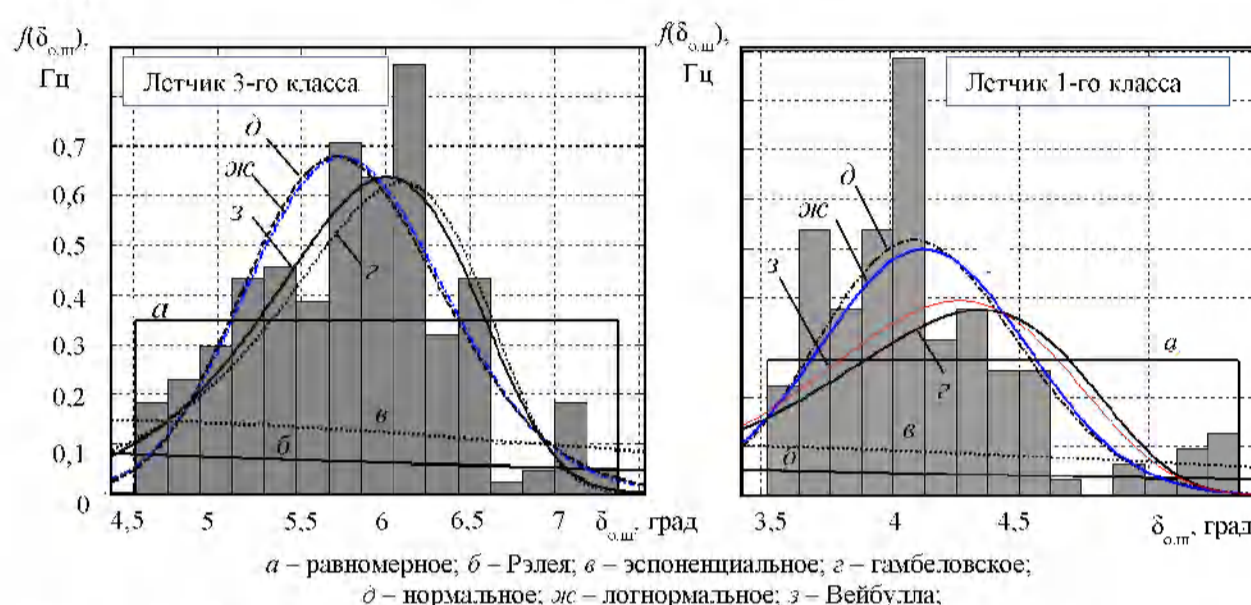 f(δо.ш), Гц
Летчик 3-го класса
0,7
0,6
0,5
0,4
0,3
0,2
0,1
0
д
ж
з
г
а
в
б
4,5 5 5,5 6 6,5 7 δо.ш, град
f(δо.ш), Гц
Летчик 1-го класса
д
ж
з
а
г
в
б
3,5 4 4,5 δо.ш, град
а – равномерное; б – Рэлея; в – эспоненциальное; г – гамбеловское;
д – нормальное; ж – логнормальное; з – Вейбулла;